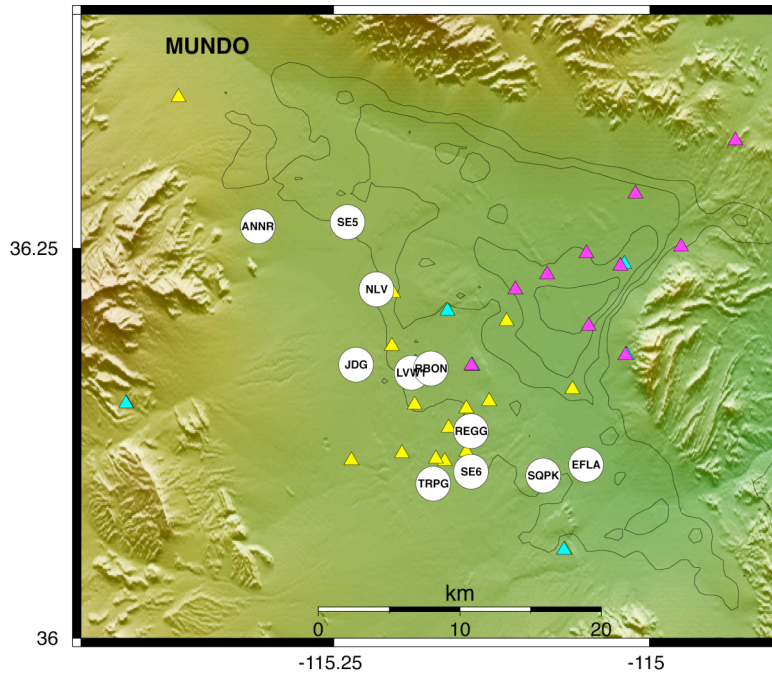 MUNDO
SE5
ANNR
36.25
NLV
JDG
LVW1
RBON
REGG
EFLA
SE6
SQPK
TRPG
km
0
10
20
36
-115.25
-115